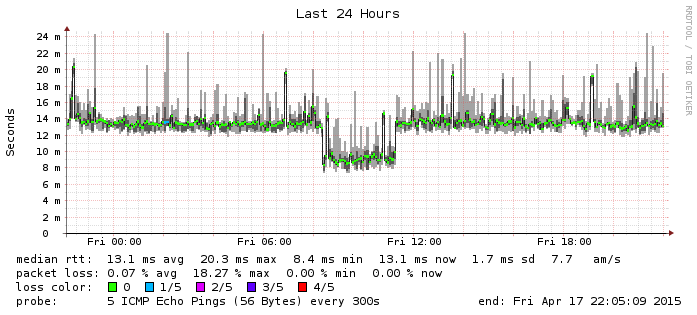 Last 24 Hours
RRDTOOL / TOBI OETIKER
Seconds
24 m
22 m
20 m
18 m
16 m
14 m
12 m
10 m
8 m
6 m
4 m
2 m
0
Fri 00:00 Fri 06:00 Fri 12:00 Fri 18:00
median rtt: 13.1 ms avg 20.3 ms max 8.4 ms min 13.1 ms now 1.7 ms sd 7.7 am/s
packet loss: 0.07 % avg 18.27 % max 0.00 % min 0.00 % now
loss color: 0 1/5 2/5 3/5 4/5
probe: 5 ICMP Echo Pings (56 Bytes) every 300s end: Fri Apr 17 22:05:09 2015